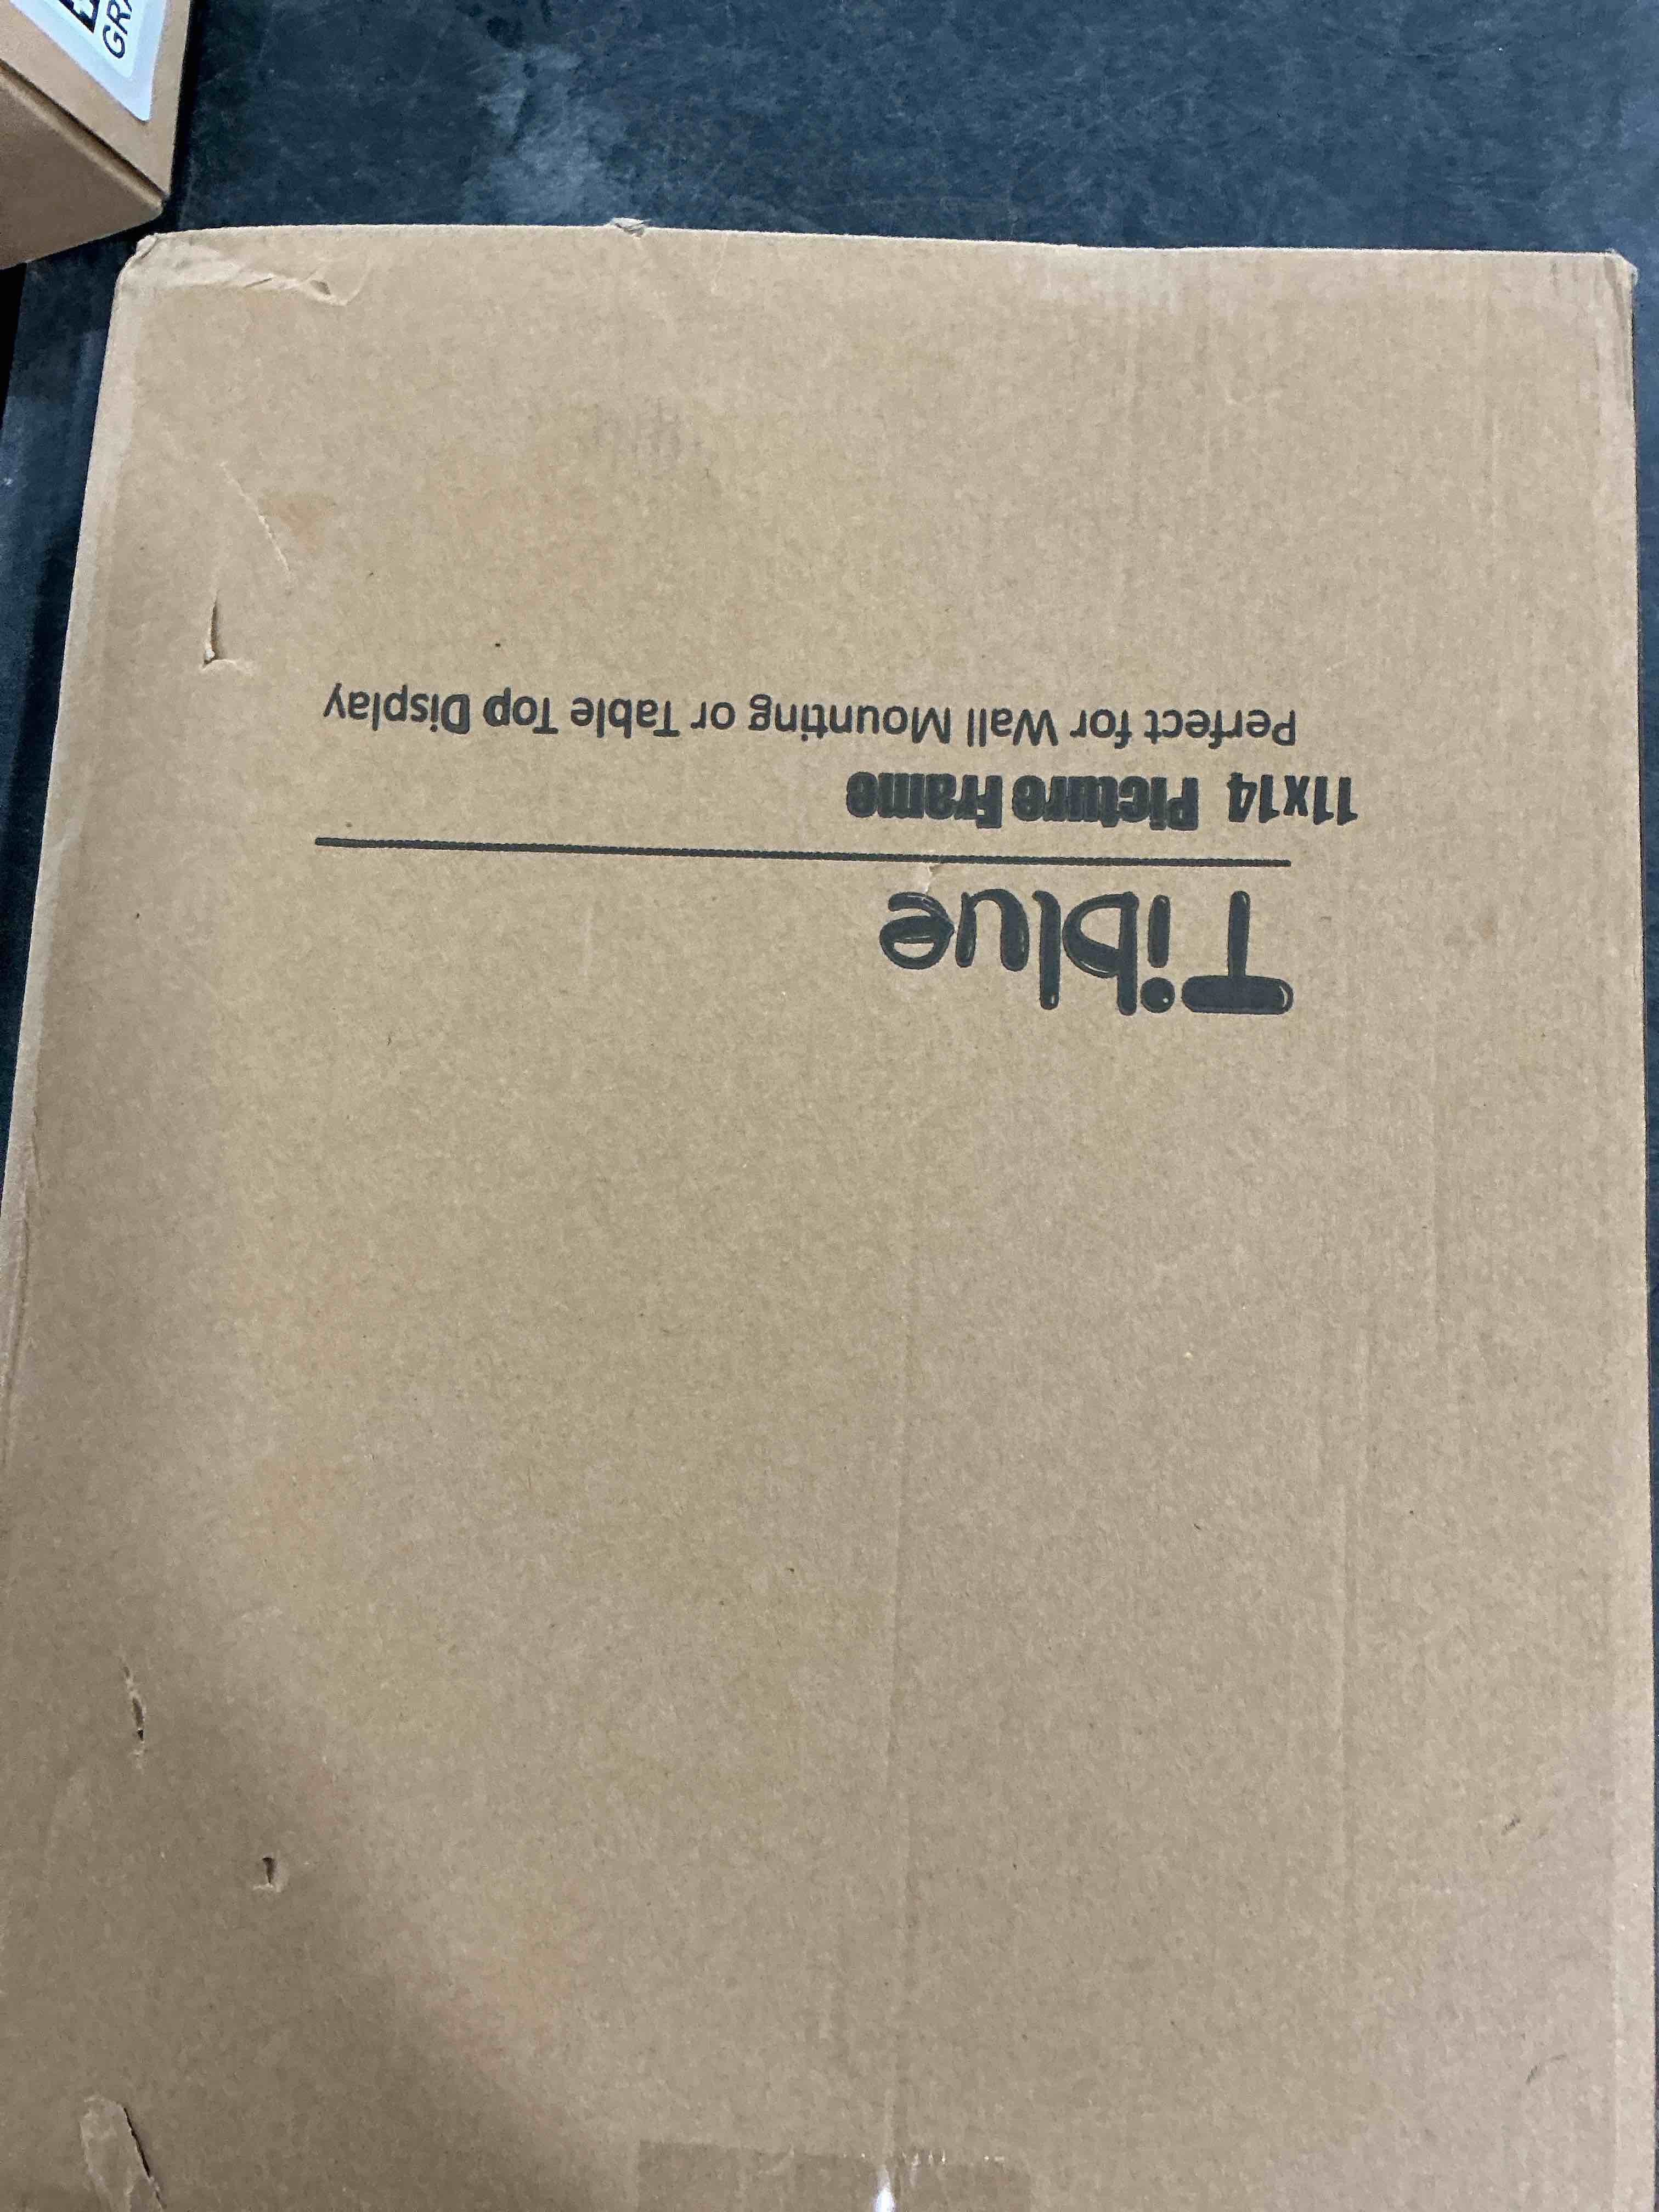 Tiblue
11x14 Picture Frame
Perfect for Wall Mounting or Table Top Display